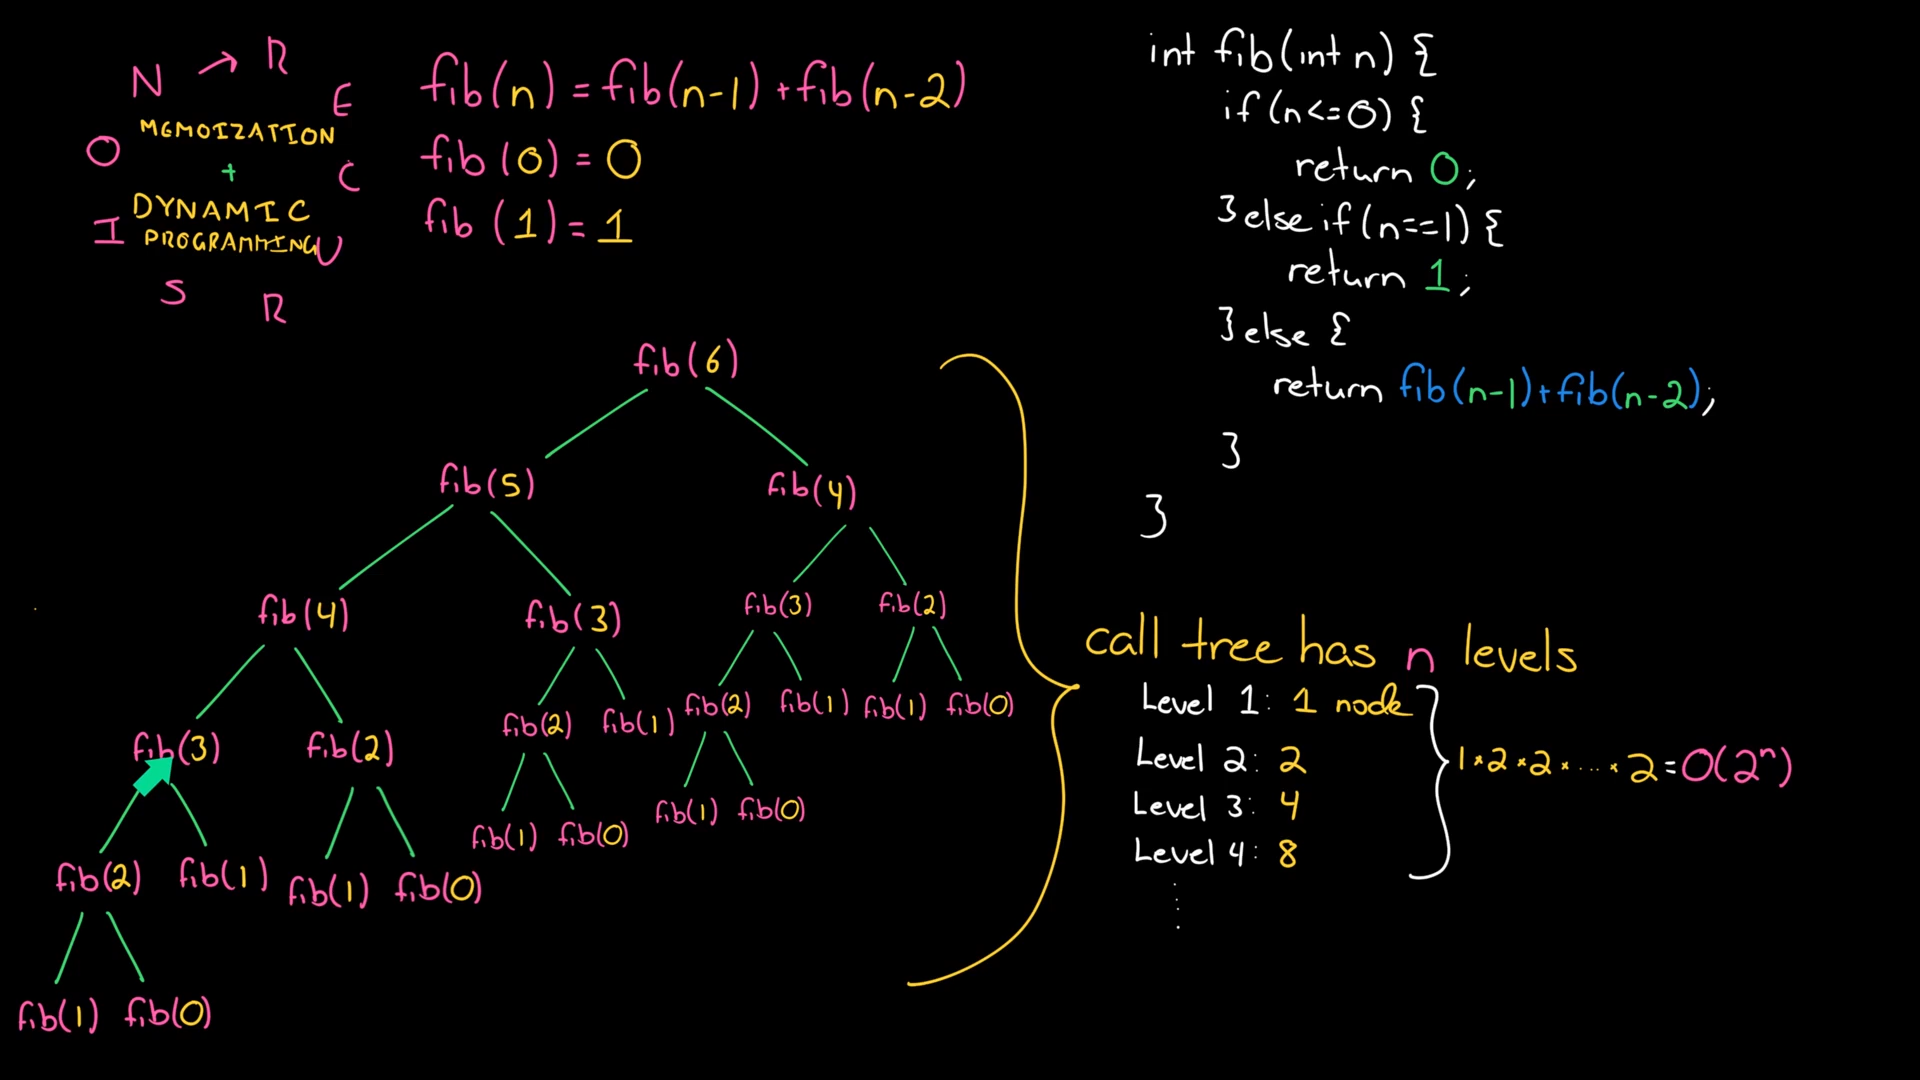 N → R E C U R S I O N
MEMOIZATION
+
DYNAMIC
PROGRAMMING
fib(n) = fib(n-1) + fib(n-2)
fib(0) = 0
fib(1) = 1
int fib(int n) {
if (n<=0) {
return 0;
}else if (n==1) {
return 1;
}else {
return fib(n-1)+fib(n-2);
}
}
fib(6)
fib(5) fib(4)
fib(4) fib(3) fib(3) fib(2)
fib(3) fib(2) fib(2) fib(1) fib(2) fib(1) fib(1) fib(0)
fib(2) fib(1) fib(1) fib(0) fib(1) fib(0) fib(1) fib(0)
fib(1) fib(0)
call tree has n levels
Level 1: 1 node
Level 2: 2
Level 3: 4
Level 4: 8
1*2*2*...*2=O(2ⁿ)